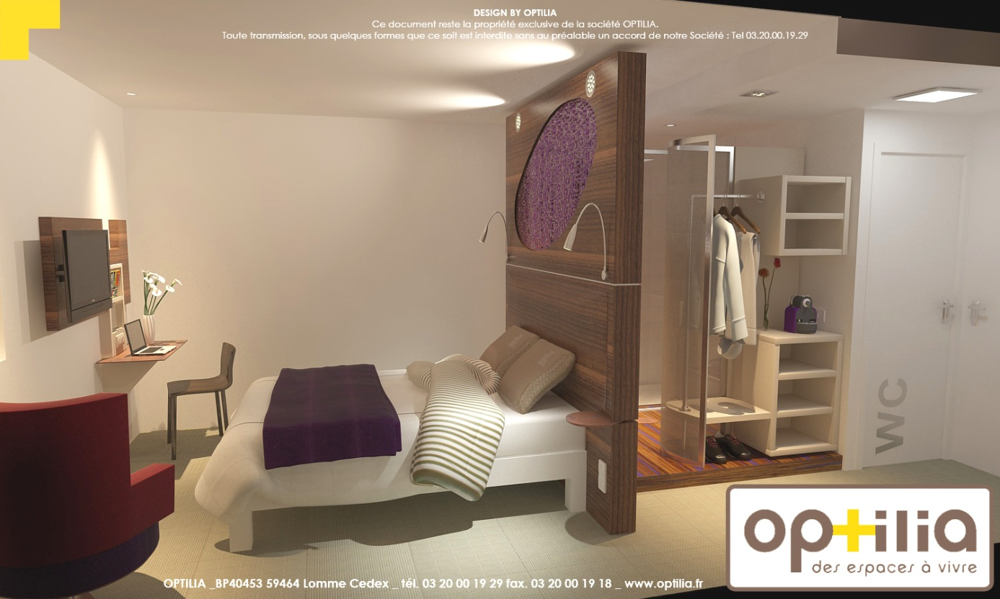 DESIGN BY OPTILIA
Ce document reste la propriété exclusive de la société OPTILIA.
Toute transmission, sous quelques formes que ce soit est interdite sans au préalable un accord de notre Société : Tel 03.20.00.19.29
WC
optilia
des espaces à vivre
OPTILIA _BP40453 59464 Lomme Cedex _ tél. 03 20 00 19 29 fax. 03 20 00 19 18 _ www.optilia.fr